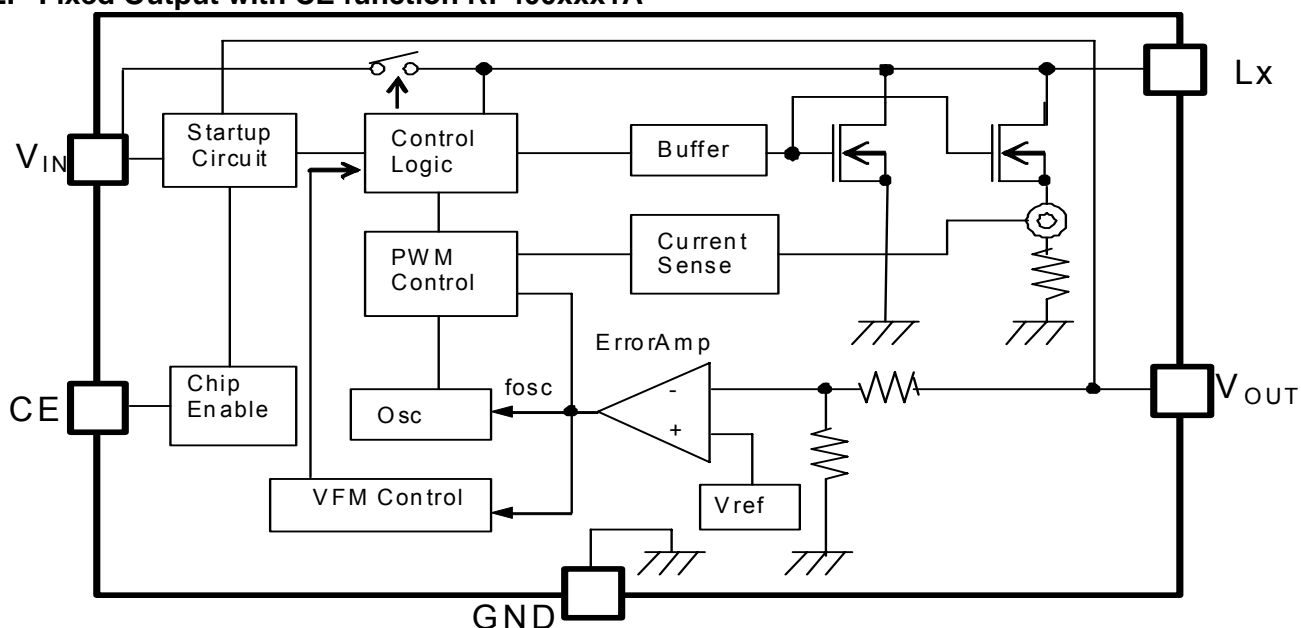 Fixed Output with CE function RP400xxx1A
Lx
Startup
Circuit
Control
Logic
Buffer
VIN
PWM
Control
Current
Sense
ErrorAmp
Chip
Enable
CE
fosc
Osc
-
+
VOUT
VFM Control
Vref
GND